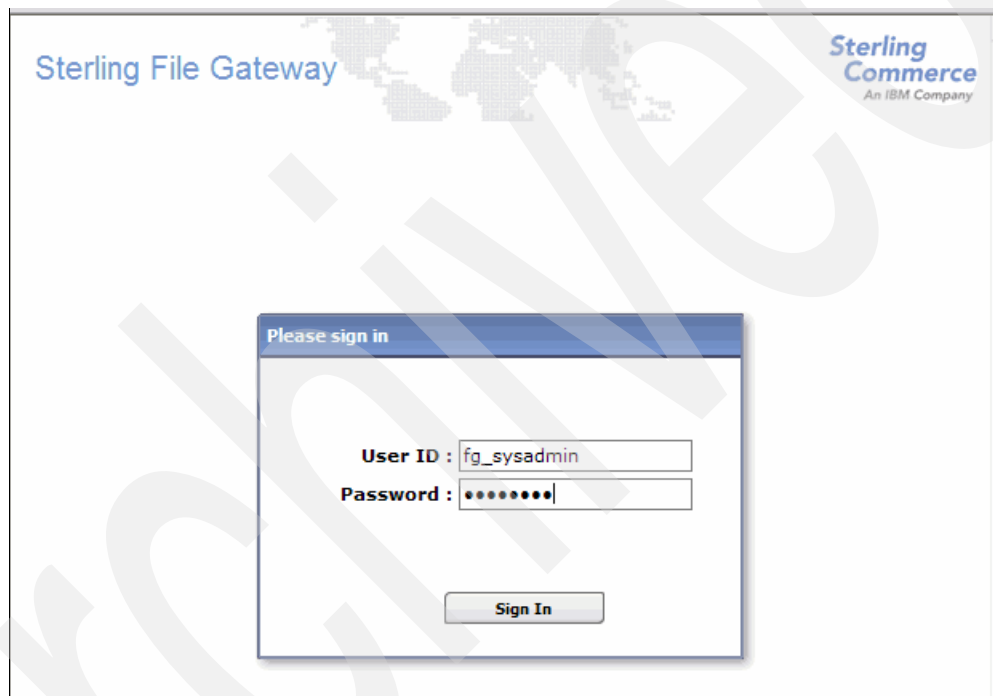 Sterling File Gateway
Sterling
Commerce
An IBM Company
Please sign in
User ID : fg_sysadmin
Password : ••••••••
Sign In